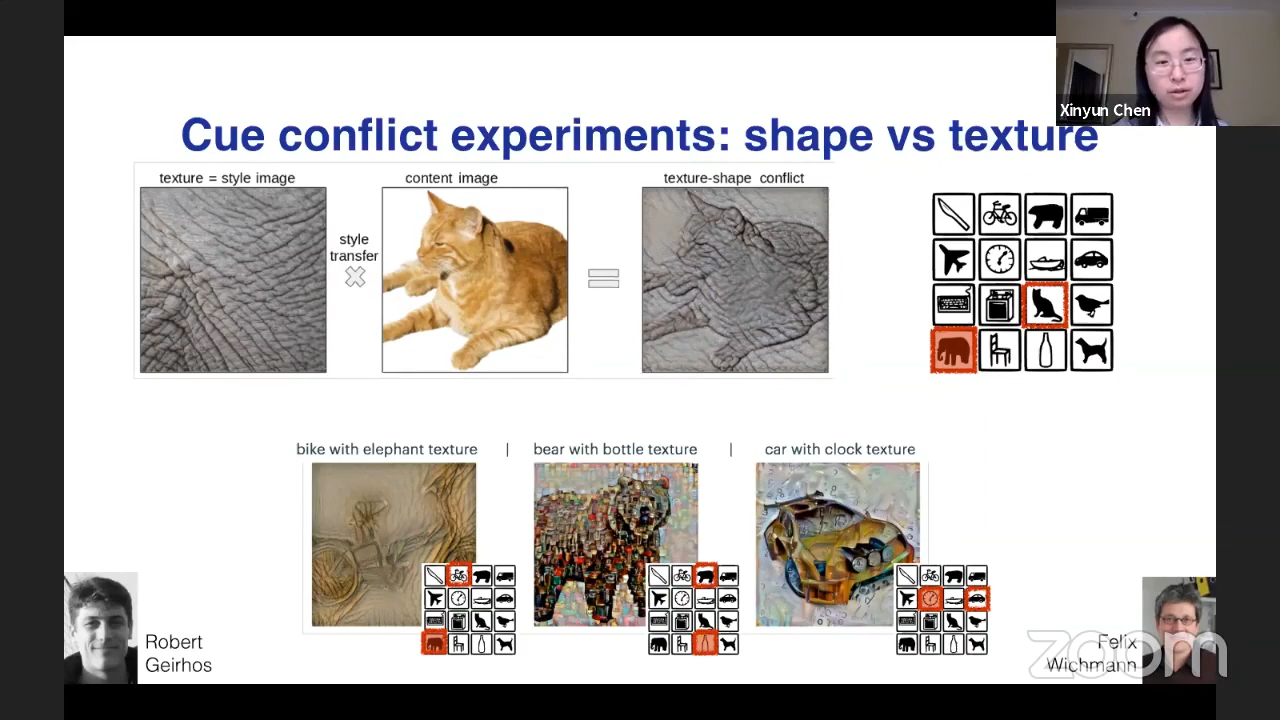 Xinyun Chen
Cue conflict experiments: shape vs texture
texture = style image
content image
texture-shape conflict
style
transfer
bike with elephant texture | bear with bottle texture | car with clock texture
Robert
Geirhos
Felix
Wichmann
zoom